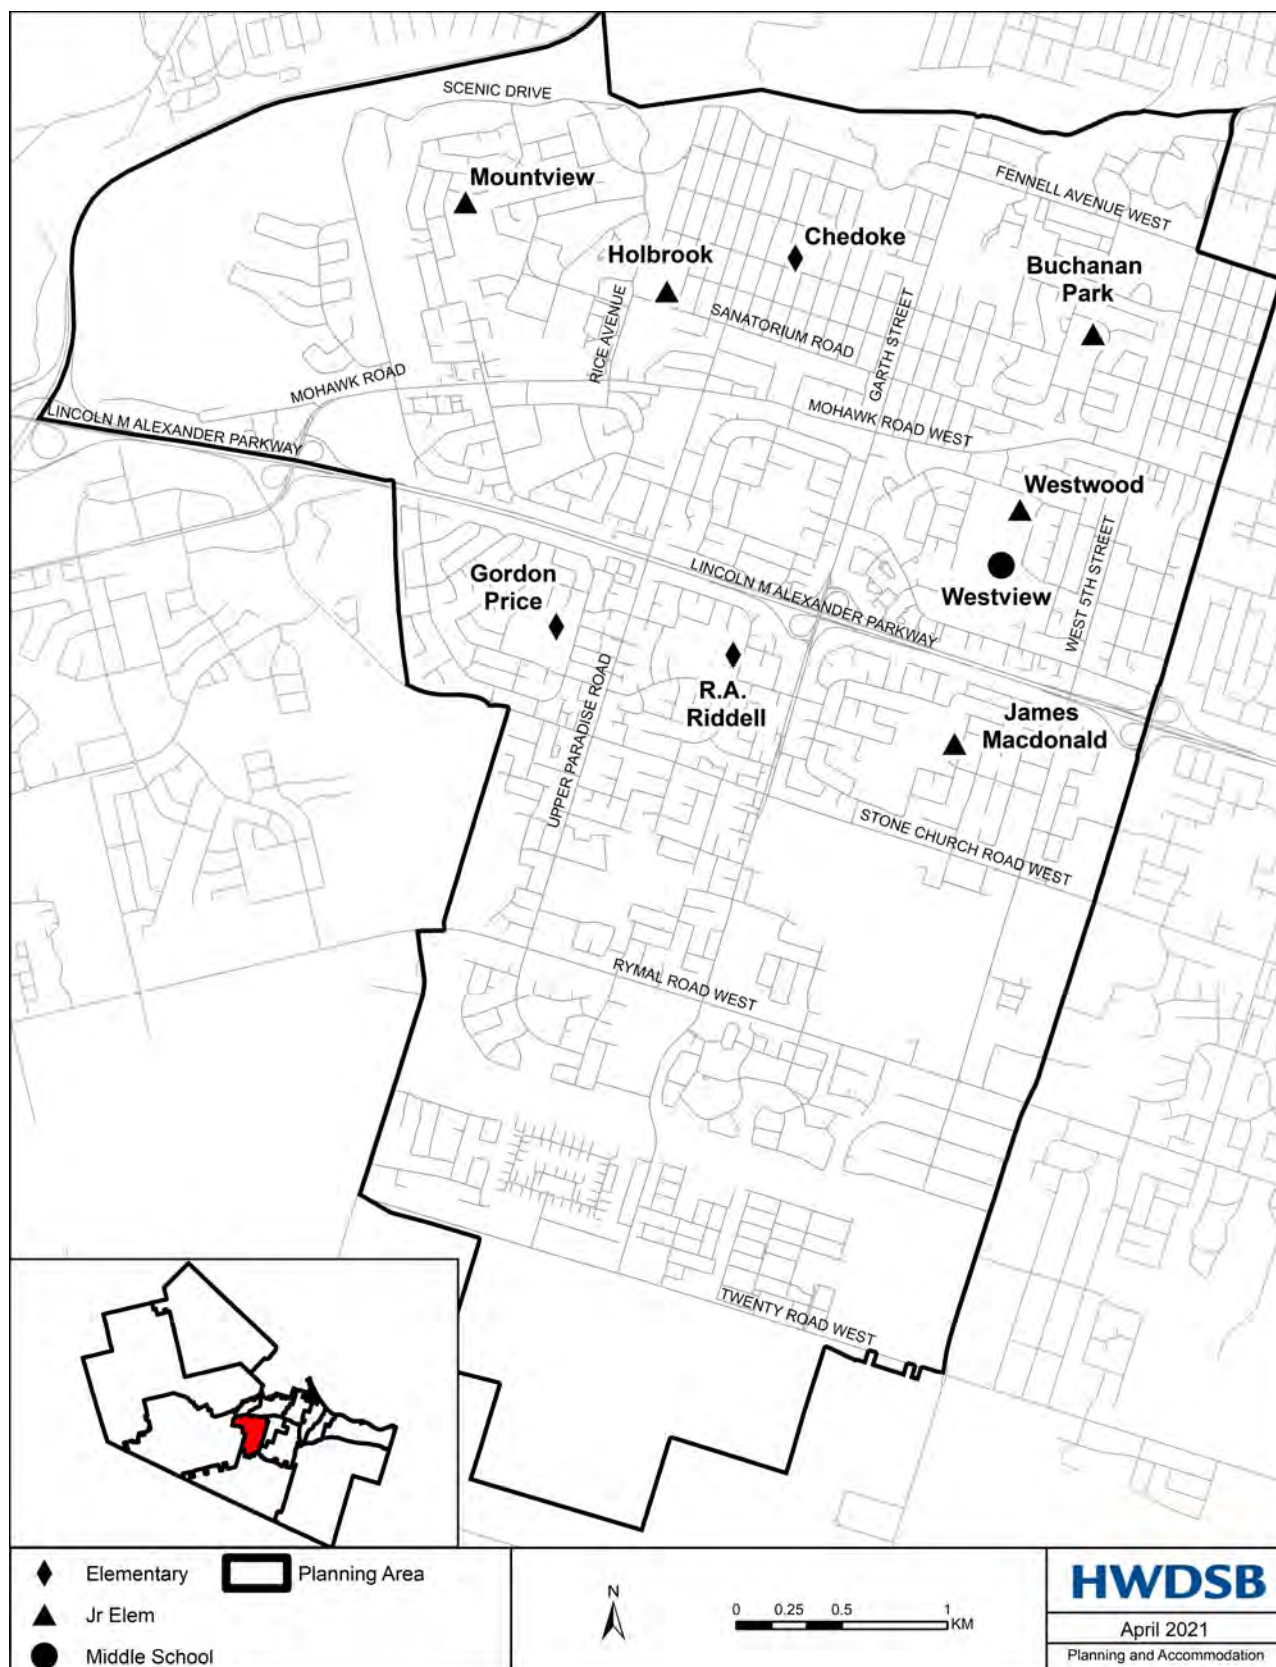 SCENIC DRIVE
Mountview
FENNELL AVENUE WEST
Chedoke
Holbrook
Buchanan
Park
RICE AVENUE
SANATORIUM ROAD
GARTH STREET
MOHAWK ROAD
MOHAWK ROAD WEST
LINCOLN M ALEXANDER PARKWAY
Westwood
Gordon
Price
LINCOLN M ALEXANDER PARKWAY
Westview
WEST 5TH STREET
R.A.
Riddell
UPPER PARADISE ROAD
James
Macdonald
STONE CHURCH ROAD WEST
RYMAL ROAD WEST
TWENTY ROAD WEST
Elementary
Planning Area
Jr Elem
Middle School
N
0 0.25 0.5 1
KM
HWDSB
April 2021
Planning and Accommodation